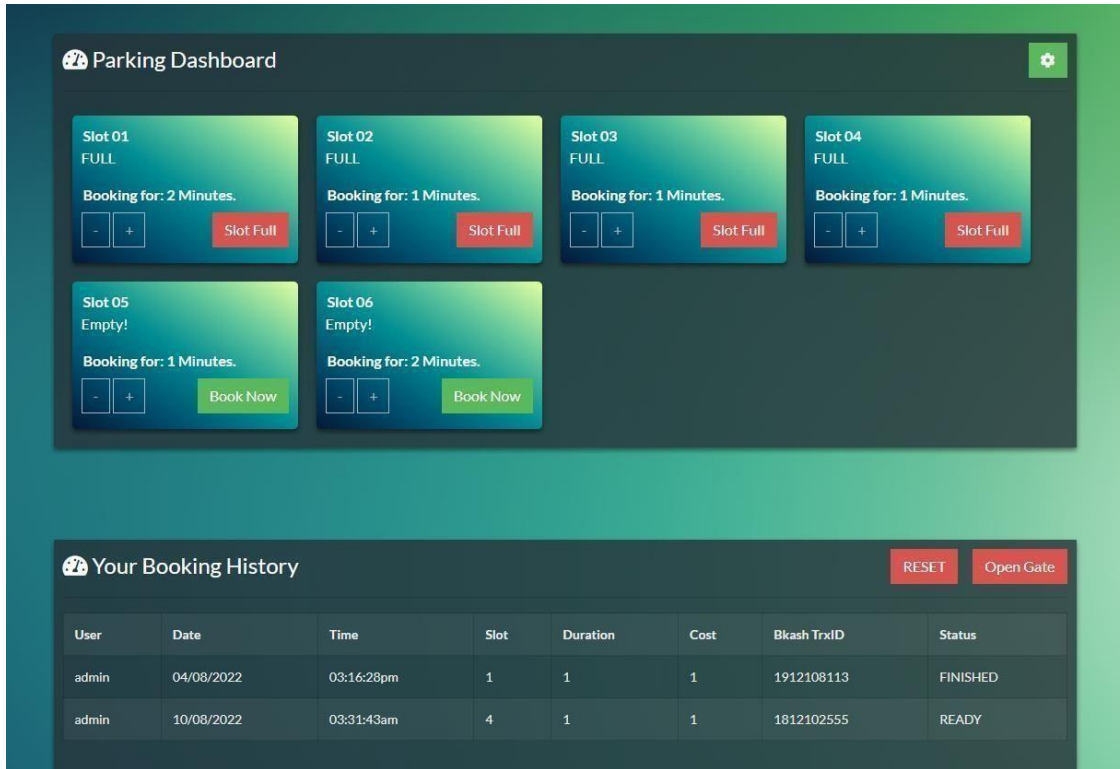 Parking Dashboard
Slot 01
FULL
Booking for: 2 Minutes.
- + Slot Full
Slot 02
FULL
Booking for: 1 Minutes.
- + Slot Full
Slot 03
FULL
Booking for: 1 Minutes.
- + Slot Full
Slot 04
FULL
Booking for: 1 Minutes.
- + Slot Full
Slot 05
Empty!
Booking for: 1 Minutes.
- + Book Now
Slot 06
Empty!
Booking for: 2 Minutes.
- + Book Now
Your Booking History RESET Open Gate
User Date Time Slot Duration Cost Bkash TrxID Status
admin 04/08/2022 03:16:28pm 1 1 1 1912108113 FINISHED
admin 10/08/2022 03:31:43am 4 1 1 1812102555 READY